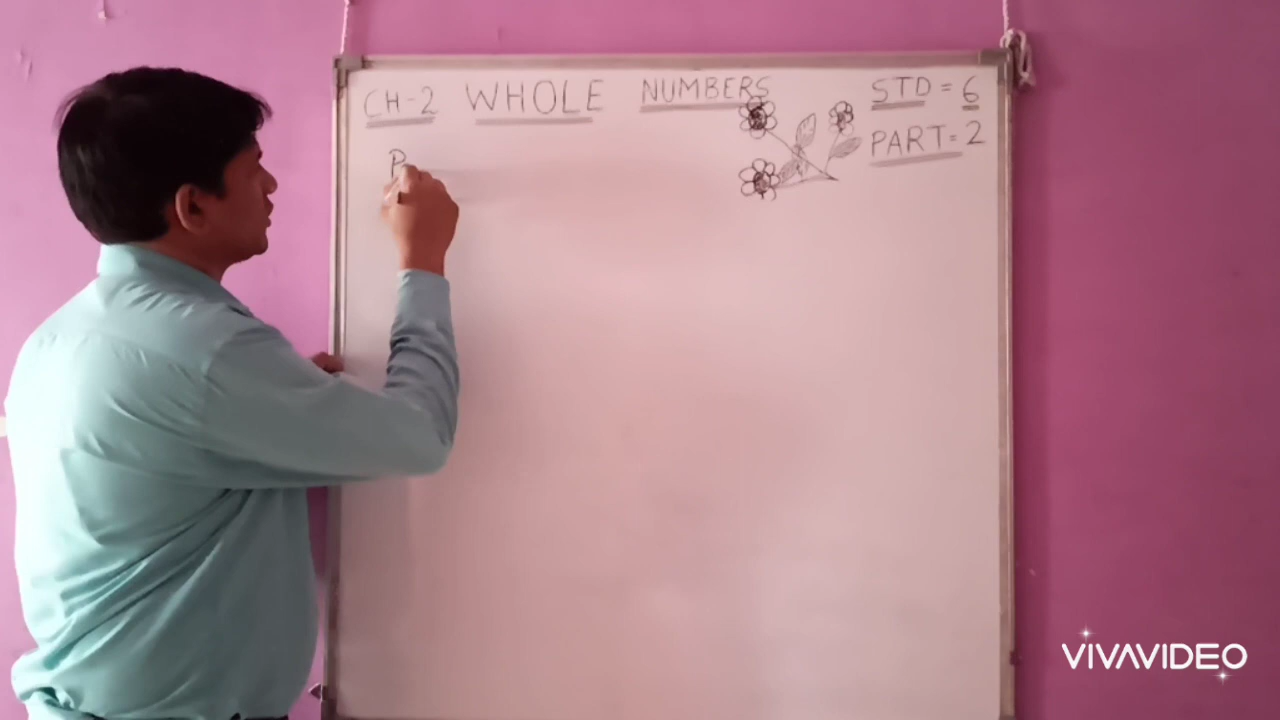 CH-2 WHOLE NUMBERS STD = 6
PART = 2
P
VIVAVIDEO